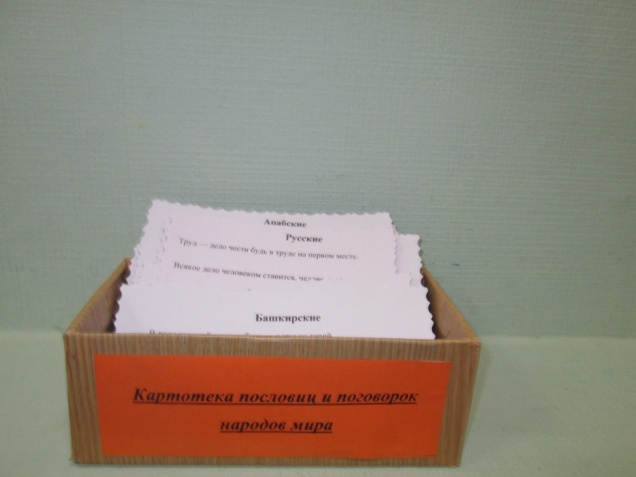 Арабские
Русские
Труд — дело чести будь в труде на первом месте.
Всякое дело человеком ставится,
Башкирские
Картотека пословиц и поговорок
народов мира